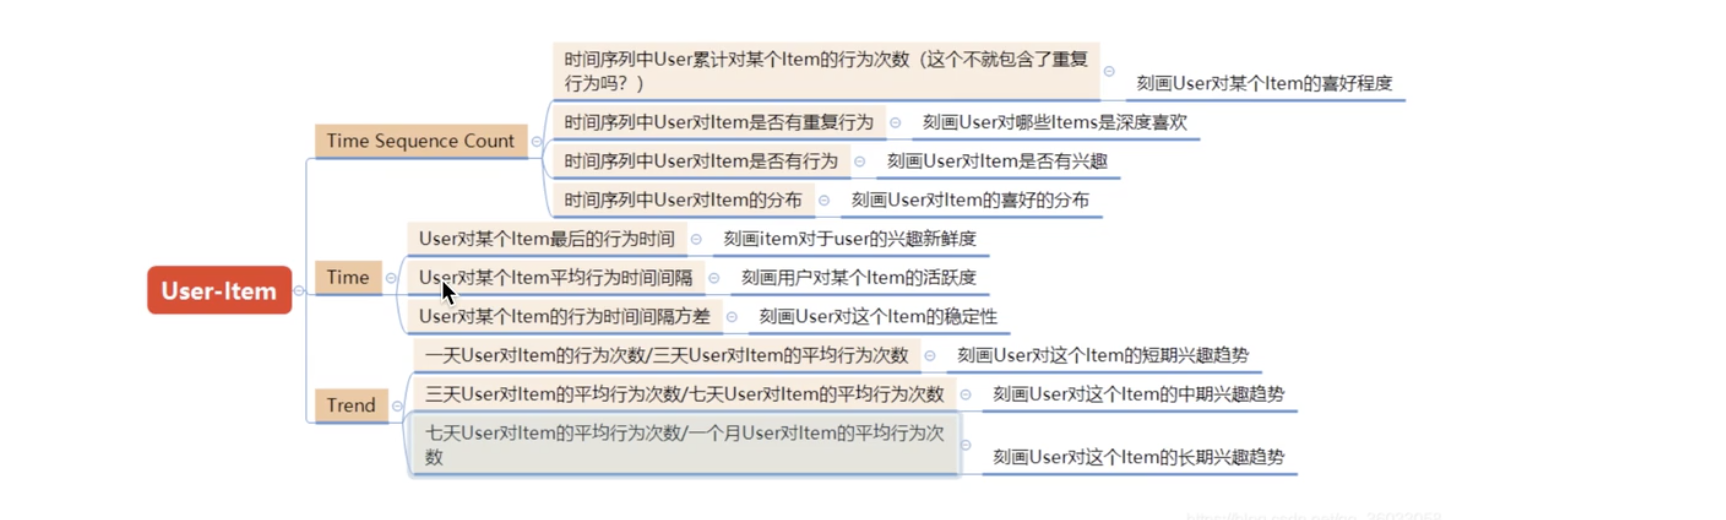 时间序列中User累计对某个Item的行为次数（这个不就包含了重复
行为吗？）
刻画User对某个Item的喜好程度
Time Sequence Count
时间序列中User对Item是否有重复行为
刻画User对哪些Items是深度喜欢
时间序列中User对Item是否有行为
刻画User对Item是否有兴趣
时间序列中User对Item的分布
刻画User对Item的喜好的分布
User-Item
Time
User对某个Item最后的行为时间
刻画item对于user的兴趣新鲜度
User对某个Item平均行为时间间隔
刻画用户对某个Item的活跃度
User对某个Item的行为时间间隔方差
刻画User对这个Item的稳定性
Trend
一天User对Item的行为次数/三天User对Item的平均行为次数
刻画User对这个Item的短期兴趣趋势
三天User对Item的平均行为次数/七天User对Item的平均行为次数
刻画User对这个Item的中期兴趣趋势
七天User对Item的平均行为次数/一个月User对Item的平均行为次
数
刻画User对这个Item的长期兴趣趋势